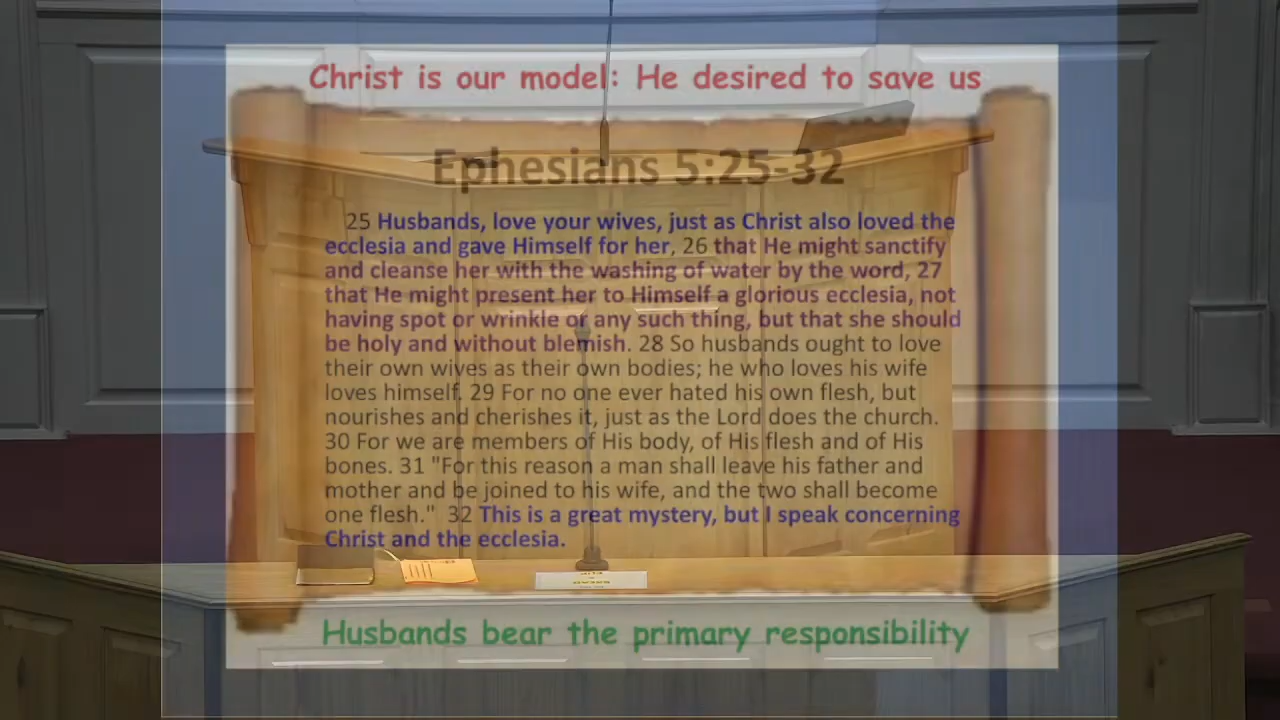 Christ is our model: He desired to save us
Ephesians 5:25-32
25 Husbands, love your wives, just as Christ also loved the
ecclesia and gave Himself for her, 26 that He might sanctify
and cleanse her with the washing of water by the word, 27
that He might present her to Himself a glorious ecclesia, not
having spot or wrinkle or any such thing, but that she should
be holy and without blemish. 28 So husbands ought to love
their own wives as their own bodies; he who loves his wife
loves himself. 29 For no one ever hated his own flesh, but
nourishes and cherishes it, just as the Lord does the church.
30 For we are members of His body, of His flesh and of His
bones. 31 "For this reason a man shall leave his father and
mother and be joined to his wife, and the two shall become
one flesh." 32 This is a great mystery, but I speak concerning
Christ and the ecclesia.
Husbands bear the primary responsibility